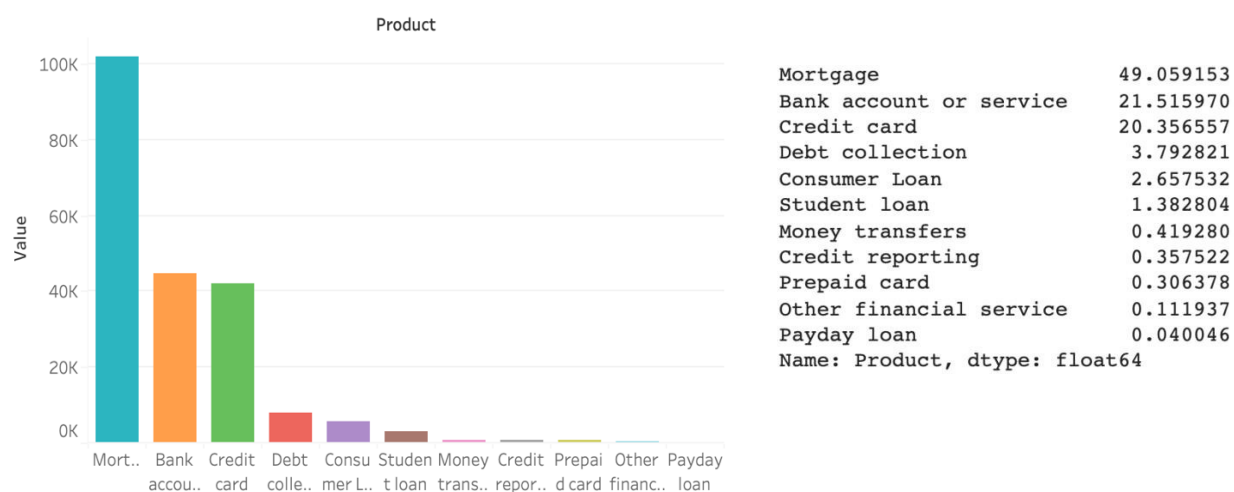 Product
Value
100K
80K
60K
40K
20K
0K
Mort.. Bank Credit Debt Consu Studen Money Credit Prepai Other Payday
accou.. card colle.. mer L.. t loan trans.. repor.. d card financ.. loan
Mortgage 49.059153
Bank account or service 21.515970
Credit card 20.356557
Debt collection 3.792821
Consumer Loan 2.657532
Student loan 1.382804
Money transfers 0.419280
Credit reporting 0.357522
Prepaid card 0.306378
Other financial service 0.111937
Payday loan 0.040046
Name: Product, dtype: float64